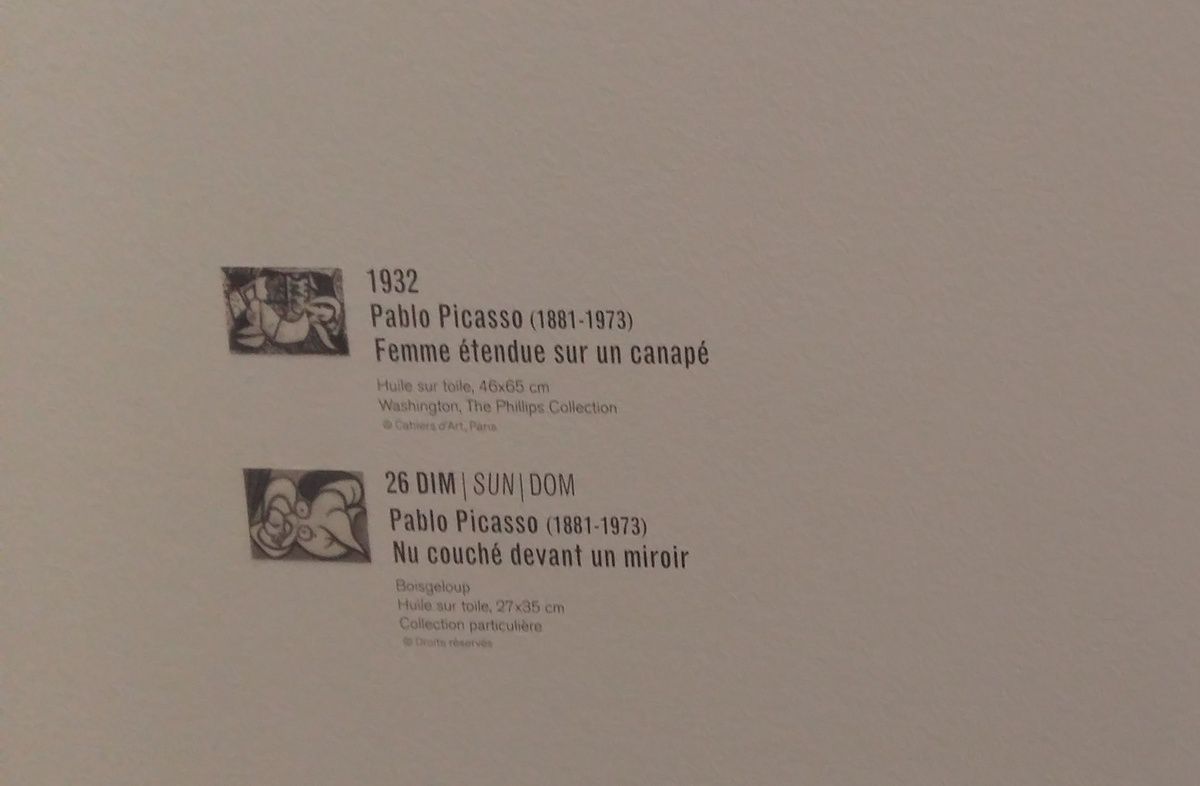 1932
Pablo Picasso (1881-1973)
Femme étendue sur un canapé
Huile sur toile, 46x65 cm
Washington, The Phillips Collection
© Cahiers d'Art, Paris
26 DIM | SUN | DOM
Pablo Picasso (1881-1973)
Nu couché devant un miroir
Boisgeloup
Huile sur toile, 27x35 cm
Collection particulière
© Droits réservés